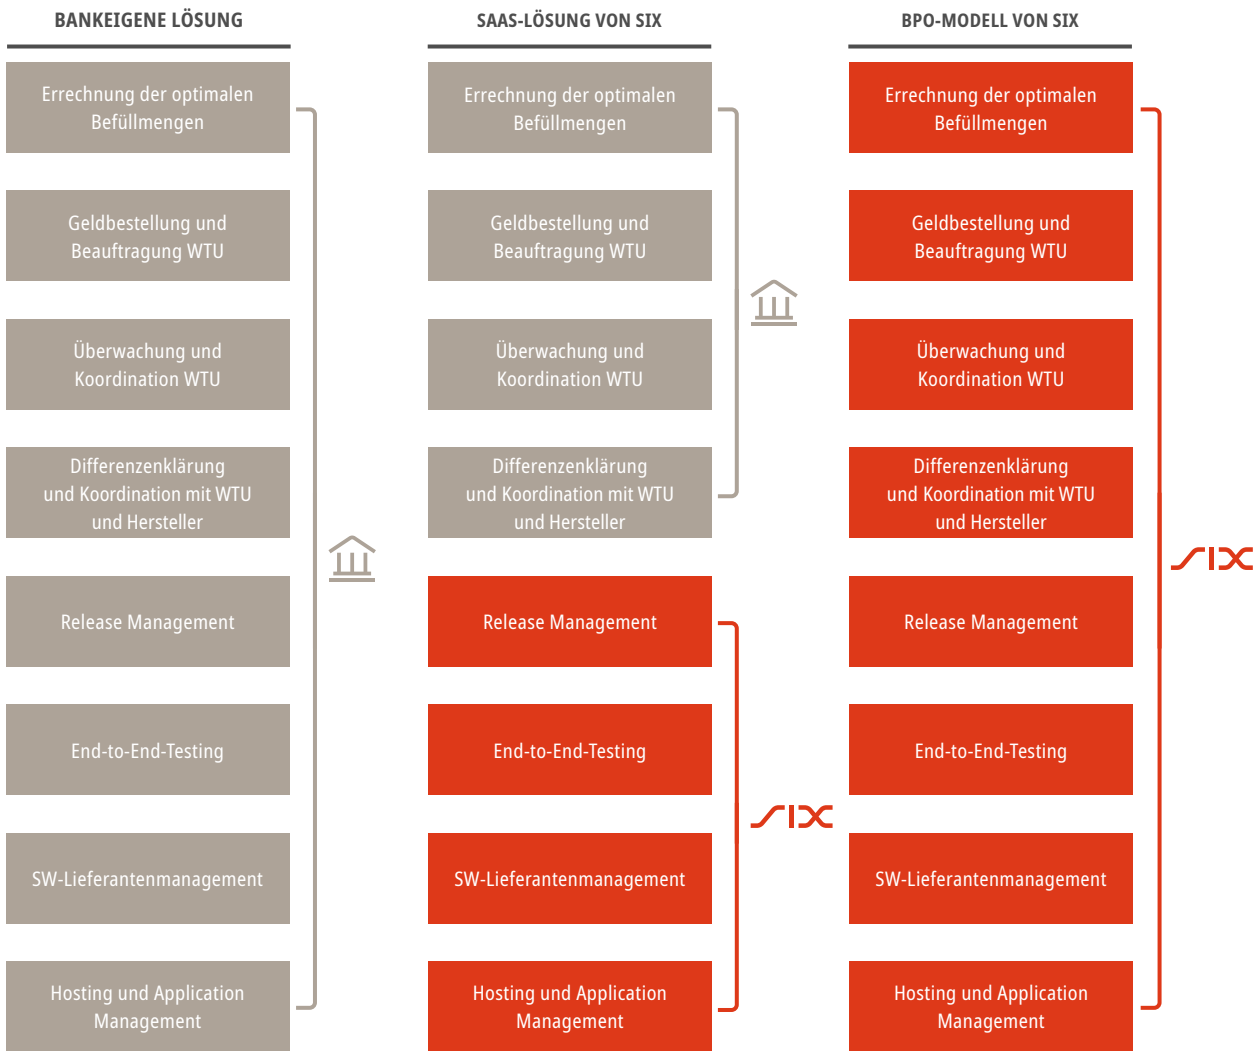 BANKEIGENE LÖSUNG
Errechnung der optimalen
Befüllmengen
Geldbestellung und
Beauftragung WTU
Überwachung und
Koordination WTU
Differenzenklärung
und Koordination mit WTU
und Hersteller
Release Management
End-to-End-Testing
SW-Lieferantenmanagement
Hosting und Application
Management
SAAS-LÖSUNG VON SIX
Errechnung der optimalen
Befüllmengen
Geldbestellung und
Beauftragung WTU
Überwachung und
Koordination WTU
Differenzenklärung
und Koordination mit WTU
und Hersteller
Release Management
End-to-End-Testing
SW-Lieferantenmanagement
Hosting und Application
Management
SIX
BPO-MODELL VON SIX
Errechnung der optimalen
Befüllmengen
Geldbestellung und
Beauftragung WTU
Überwachung und
Koordination WTU
Differenzenklärung
und Koordination mit WTU
und Hersteller
Release Management
End-to-End-Testing
SW-Lieferantenmanagement
Hosting und Application
Management
SIX